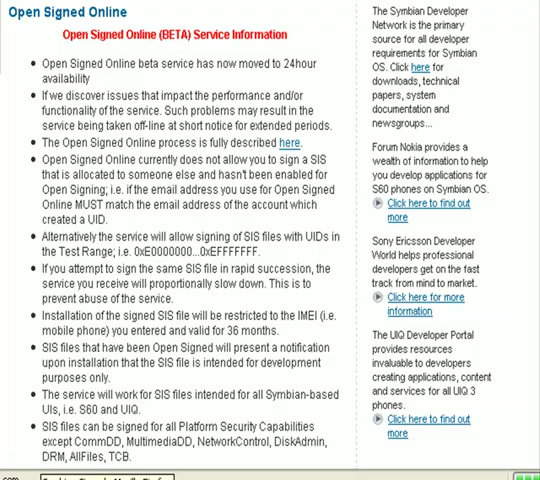 Open Signed Online
Open Signed Online (BETA) Service Information
Open Signed Online beta service has now moved to 24hour
availability
If we discover issues that impact the performance and/or
functionality of the service. Such problems may result in the
service being taken off-line at short notice for extended periods.
The Open Signed Online process is fully described here.
Open Signed Online currently does not allow you to sign a SIS
that is allocated to someone else and hasn't been enabled for
Open Signing; i.e. if the email address you use for Open Signed
Online MUST match the email address of the account which
created a UID.
Alternatively the service will allow signing of SIS files with UIDs in
the Test Range; i.e. 0xE0000000...0xEFFFFFFF.
If you attempt to sign the same SIS file in rapid succession, the
service you receive will proportionally slow down. This is to
prevent abuse of the service.
Installation of the signed SIS file will be restricted to the IMEI (i.e.
mobile phone) you entered and valid for 36 months.
SIS files that have been Open Signed will present a notification
upon installation that the SIS file is intended for development
purposes only.
The service will work for SIS files intended for all Symbian-based
UIs, i.e. S60 and UIQ.
SIS files can be signed for all Platform Security Capabilities
except CommDD, MultimediaDD, NetworkControl, DiskAdmin,
DRM, AllFiles, TCB.
The Symbian Developer
Network is the primary
source for all developer
requirements for Symbian
OS. Click here for
downloads, technical
papers, system
documentation and
newsgroups...
Forum Nokia provides a
wealth of information to help
you develop applications for
S60 phones on Symbian OS.
Click here to find out
more
Sony Ericsson Developer
World helps professional
developers get on the fast
track from mind to market.
Click here for more
information
The UIQ Developer Portal
provides resources
invaluable to developers
creating applications, content
and services for all UIQ 3
phones.
Click here to find out
more